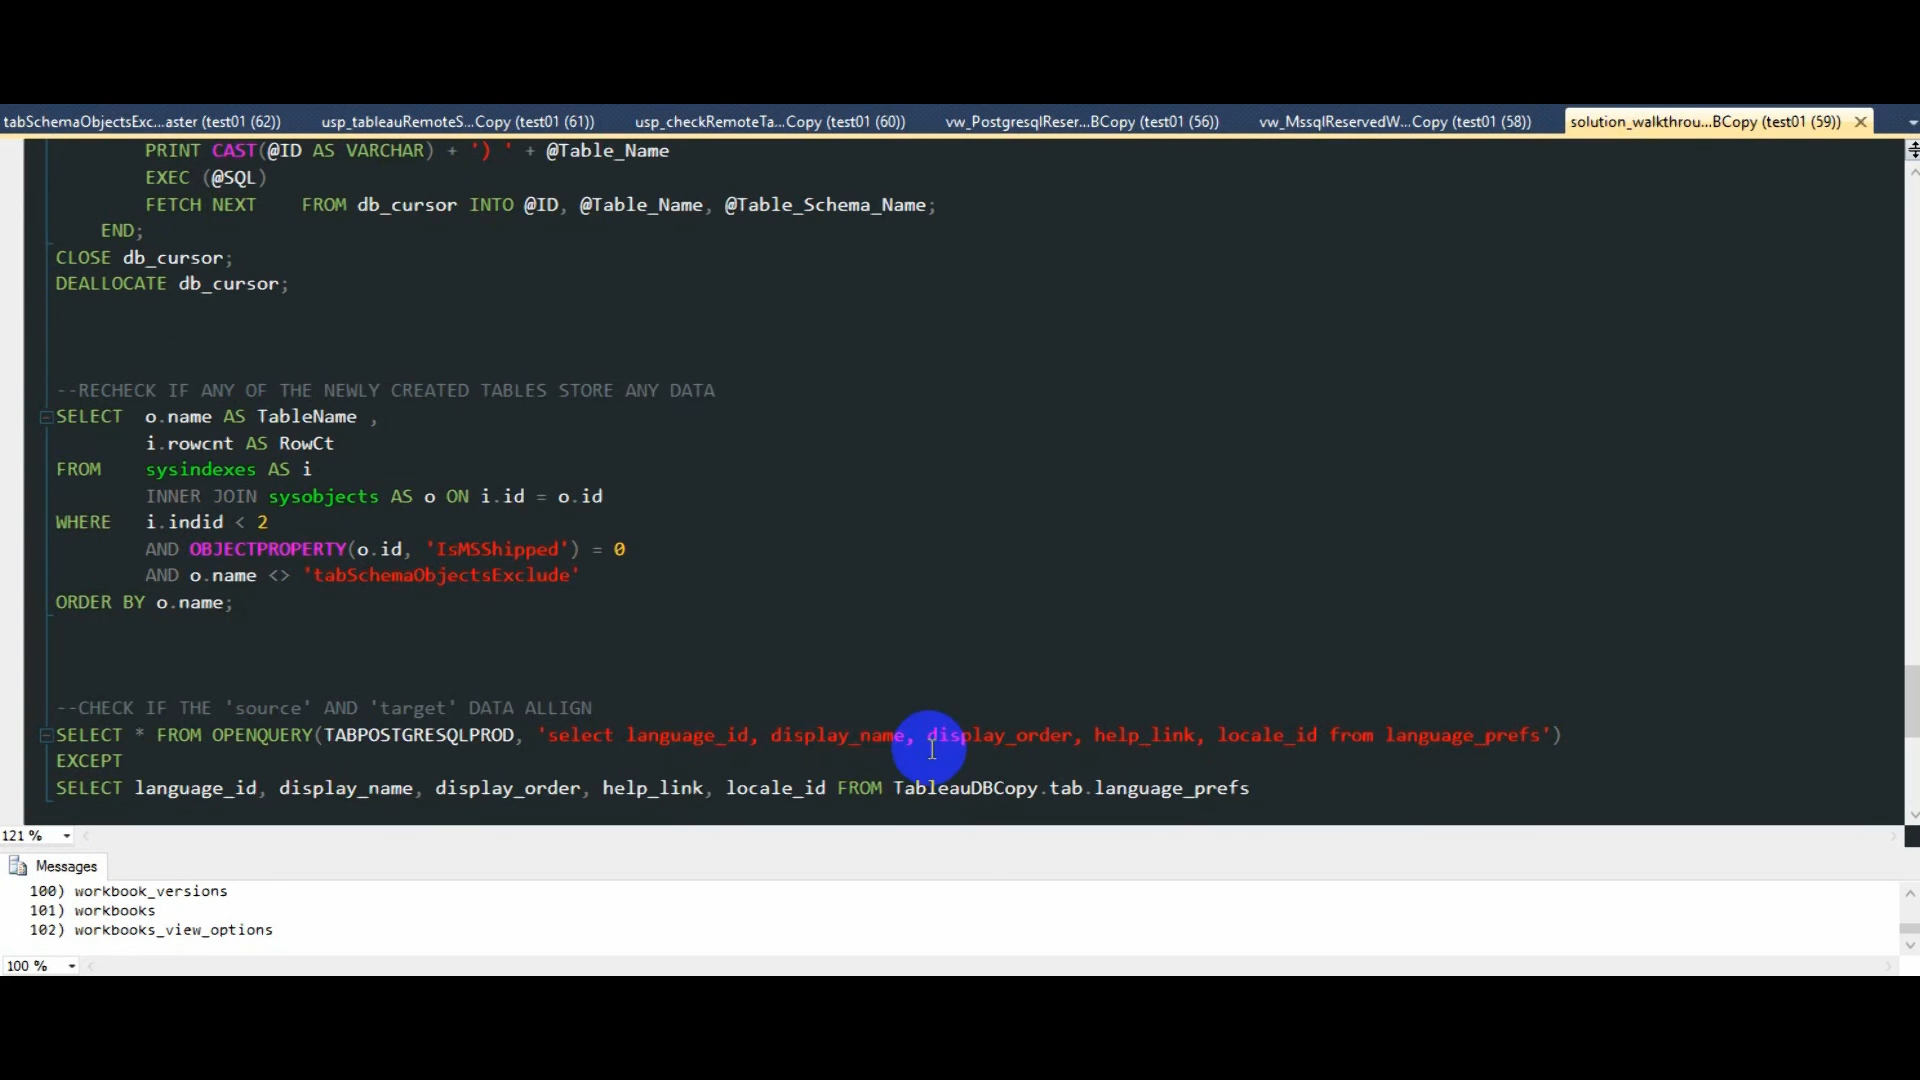 tabSchemaObjectsExc...aster (test01 (62)) usp_tableauRemoteS...Copy (test01 (61)) usp_checkRemoteTa...Copy (test01 (60)) vw_PostgresqlReser...BCopy (test01 (56)) vw_MssqlReservedW...Copy (test01 (58)) solution_walkthrou...BCopy (test01 (59))
PRINT CAST(@ID AS VARCHAR) + ') ' + @Table_Name
EXEC (@SQL)
FETCH NEXT FROM db_cursor INTO @ID, @Table_Name, @Table_Schema_Name;
END;
CLOSE db_cursor;
DEALLOCATE db_cursor;
--RECHECK IF ANY OF THE NEWLY CREATED TABLES STORE ANY DATA
SELECT o.name AS TableName ,
i.rowcnt AS RowCt
FROM sysindexes AS i
INNER JOIN sysobjects AS o ON i.id = o.id
WHERE i.indid < 2
AND OBJECTPROPERTY(o.id, 'IsMSShipped') = 0
AND o.name <> 'tabSchemaObjectsExclude'
ORDER BY o.name;
--CHECK IF THE 'source' AND 'target' DATA ALLIGN
SELECT * FROM OPENQUERY(TABPOSTGRESQLPROD, 'select language_id, display_name, display_order, help_link, locale_id from language_prefs')
EXCEPT
SELECT language_id, display_name, display_order, help_link, locale_id FROM TableauDBCopy.tab.language_prefs
121 %
Messages
100) workbook_versions
101) workbooks
102) workbooks_view_options
100 %